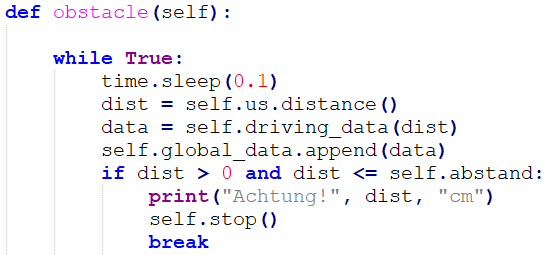 def obstacle(self):
while True:
time.sleep(0.1)
dist = self.us.distance()
data = self.driving_data(dist)
self.global_data.append(data)
if dist > 0 and dist <= self.abstand:
print("Achtung!", dist, "cm")
self.stop()
break